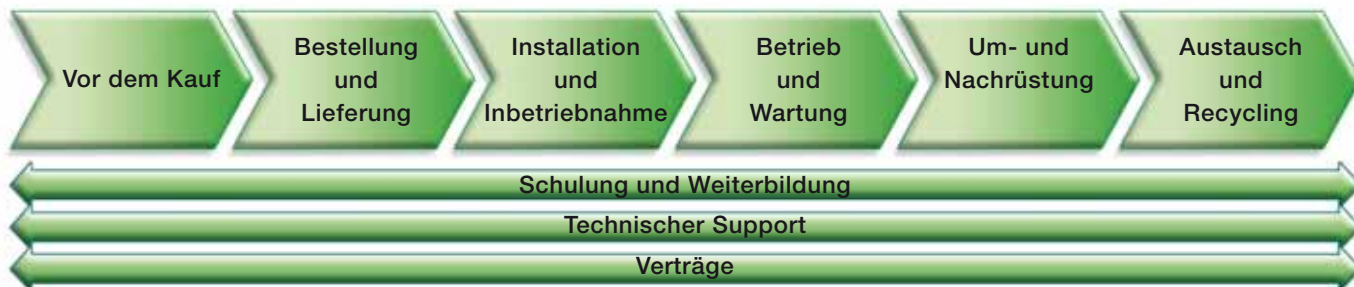 Vor dem Kauf
Bestellung
und
Lieferung
Installation
und
Inbetriebnahme
Betrieb
und
Wartung
Um- und
Nachrüstung
Austausch
und
Recycling
Schulung und Weiterbildung
Technischer Support
Verträge